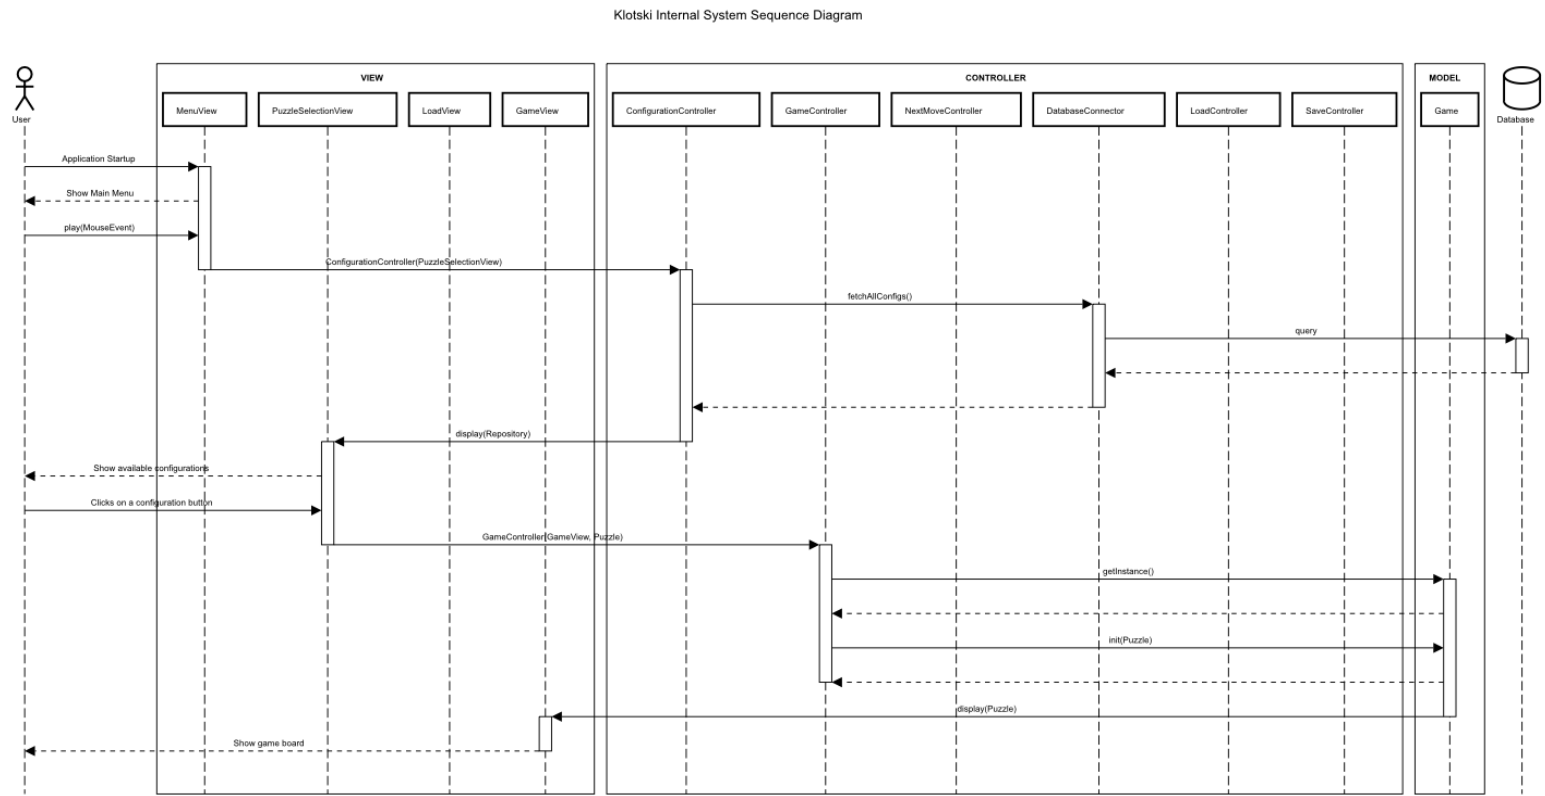 Klotski Internal System Sequence Diagram
VIEW
CONTROLLER
MODEL
User
MenuView
PuzzleSelectionView
LoadView
GameView
ConfigurationController
GameController
NextMoveController
DatabaseConnector
LoadController
SaveController
Game
Database
Application Startup
Show Main Menu
play(MouseEvent)
ConfigurationController(PuzzleSelectionView)
fetchAllConfigs()
query
display(Repository)
Show available configurations
Clicks on a configuration button
GameController(GameView, Puzzle)
getInstance()
init(Puzzle)
display(Puzzle)
Show game board